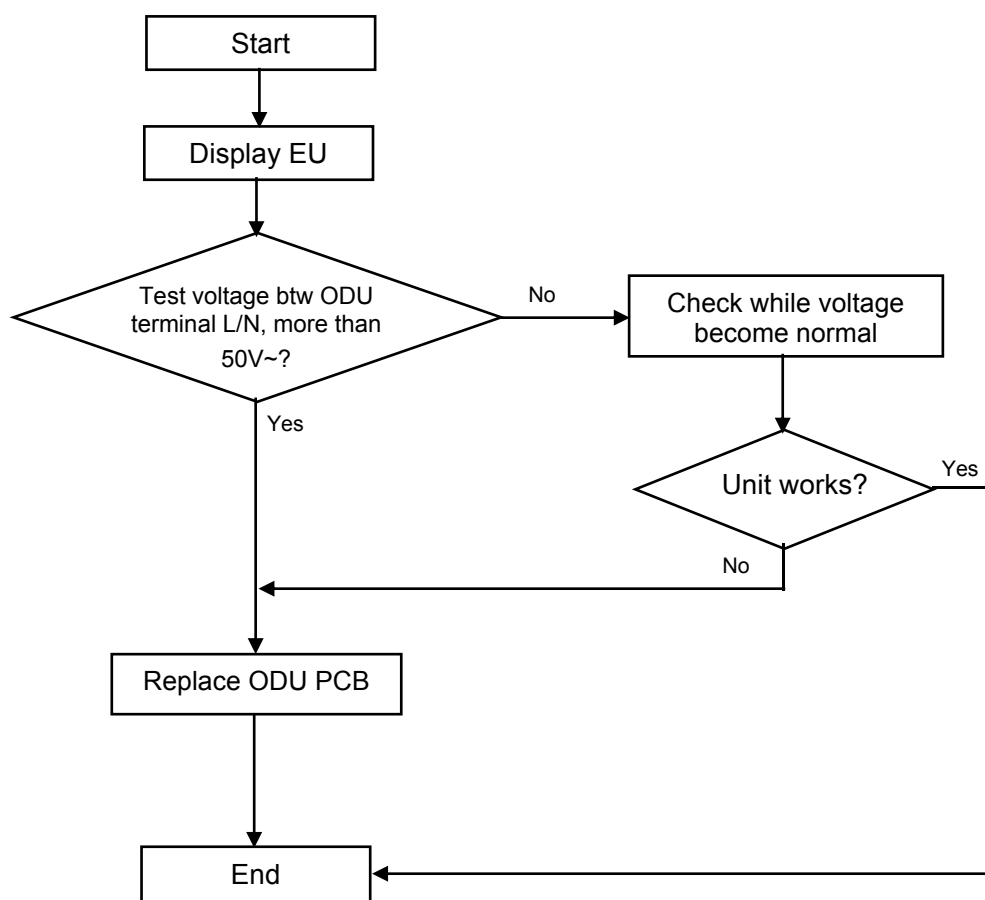 Start
Display EU
Test voltage btw ODU
terminal L/N, more than
50V~?
No
Check while voltage
become normal
Yes
Unit works?
Yes
No
Replace ODU PCB
End